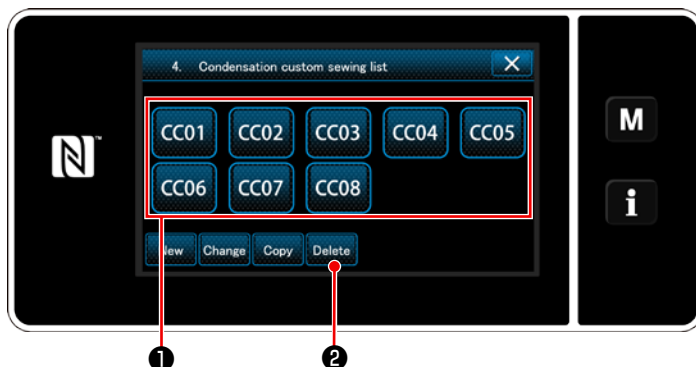 4. Condensation custom sewing list
CC01 CC02 CC03 CC04 CC05
M
CC06 CC07 CC08
i
New Change Copy Delete
❶ ❷